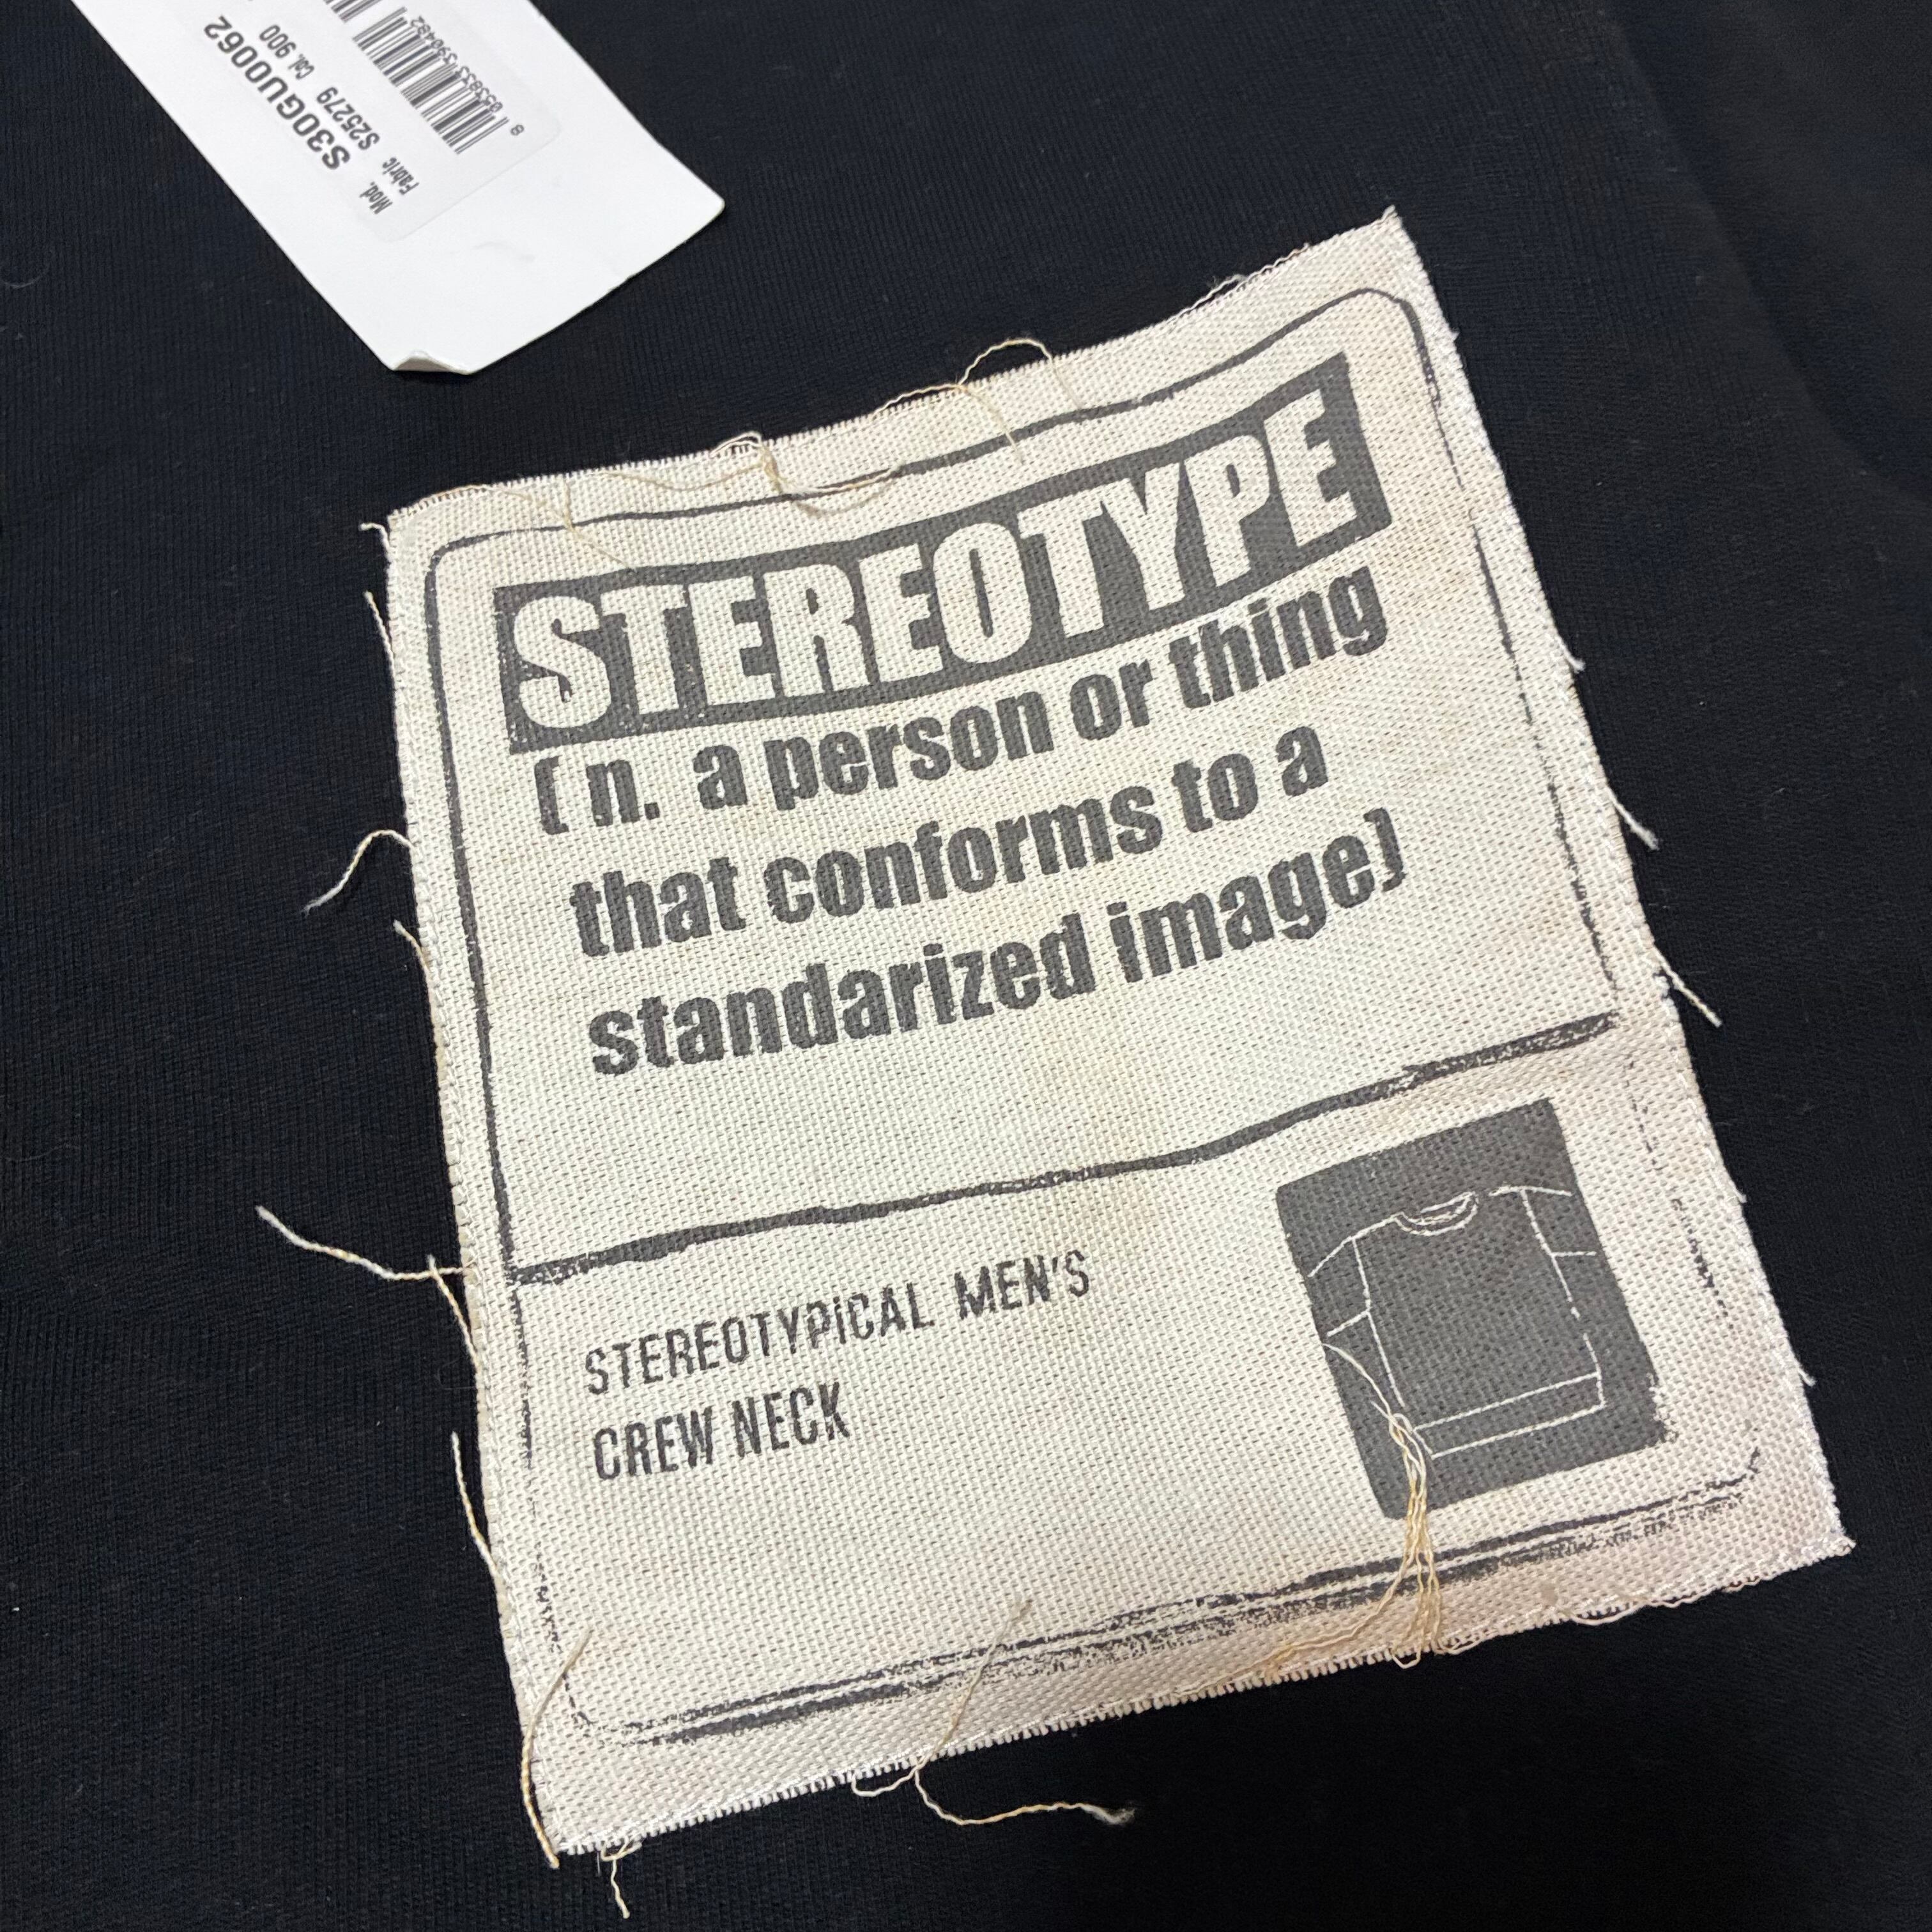 Mod. S30GU0062
Fabric S25279 Col. 900
STEREOTYPE
( n. a person or thing
that conforms to a
standarized image)
STEREOTYPiCAL MEN'S
CREW NECK